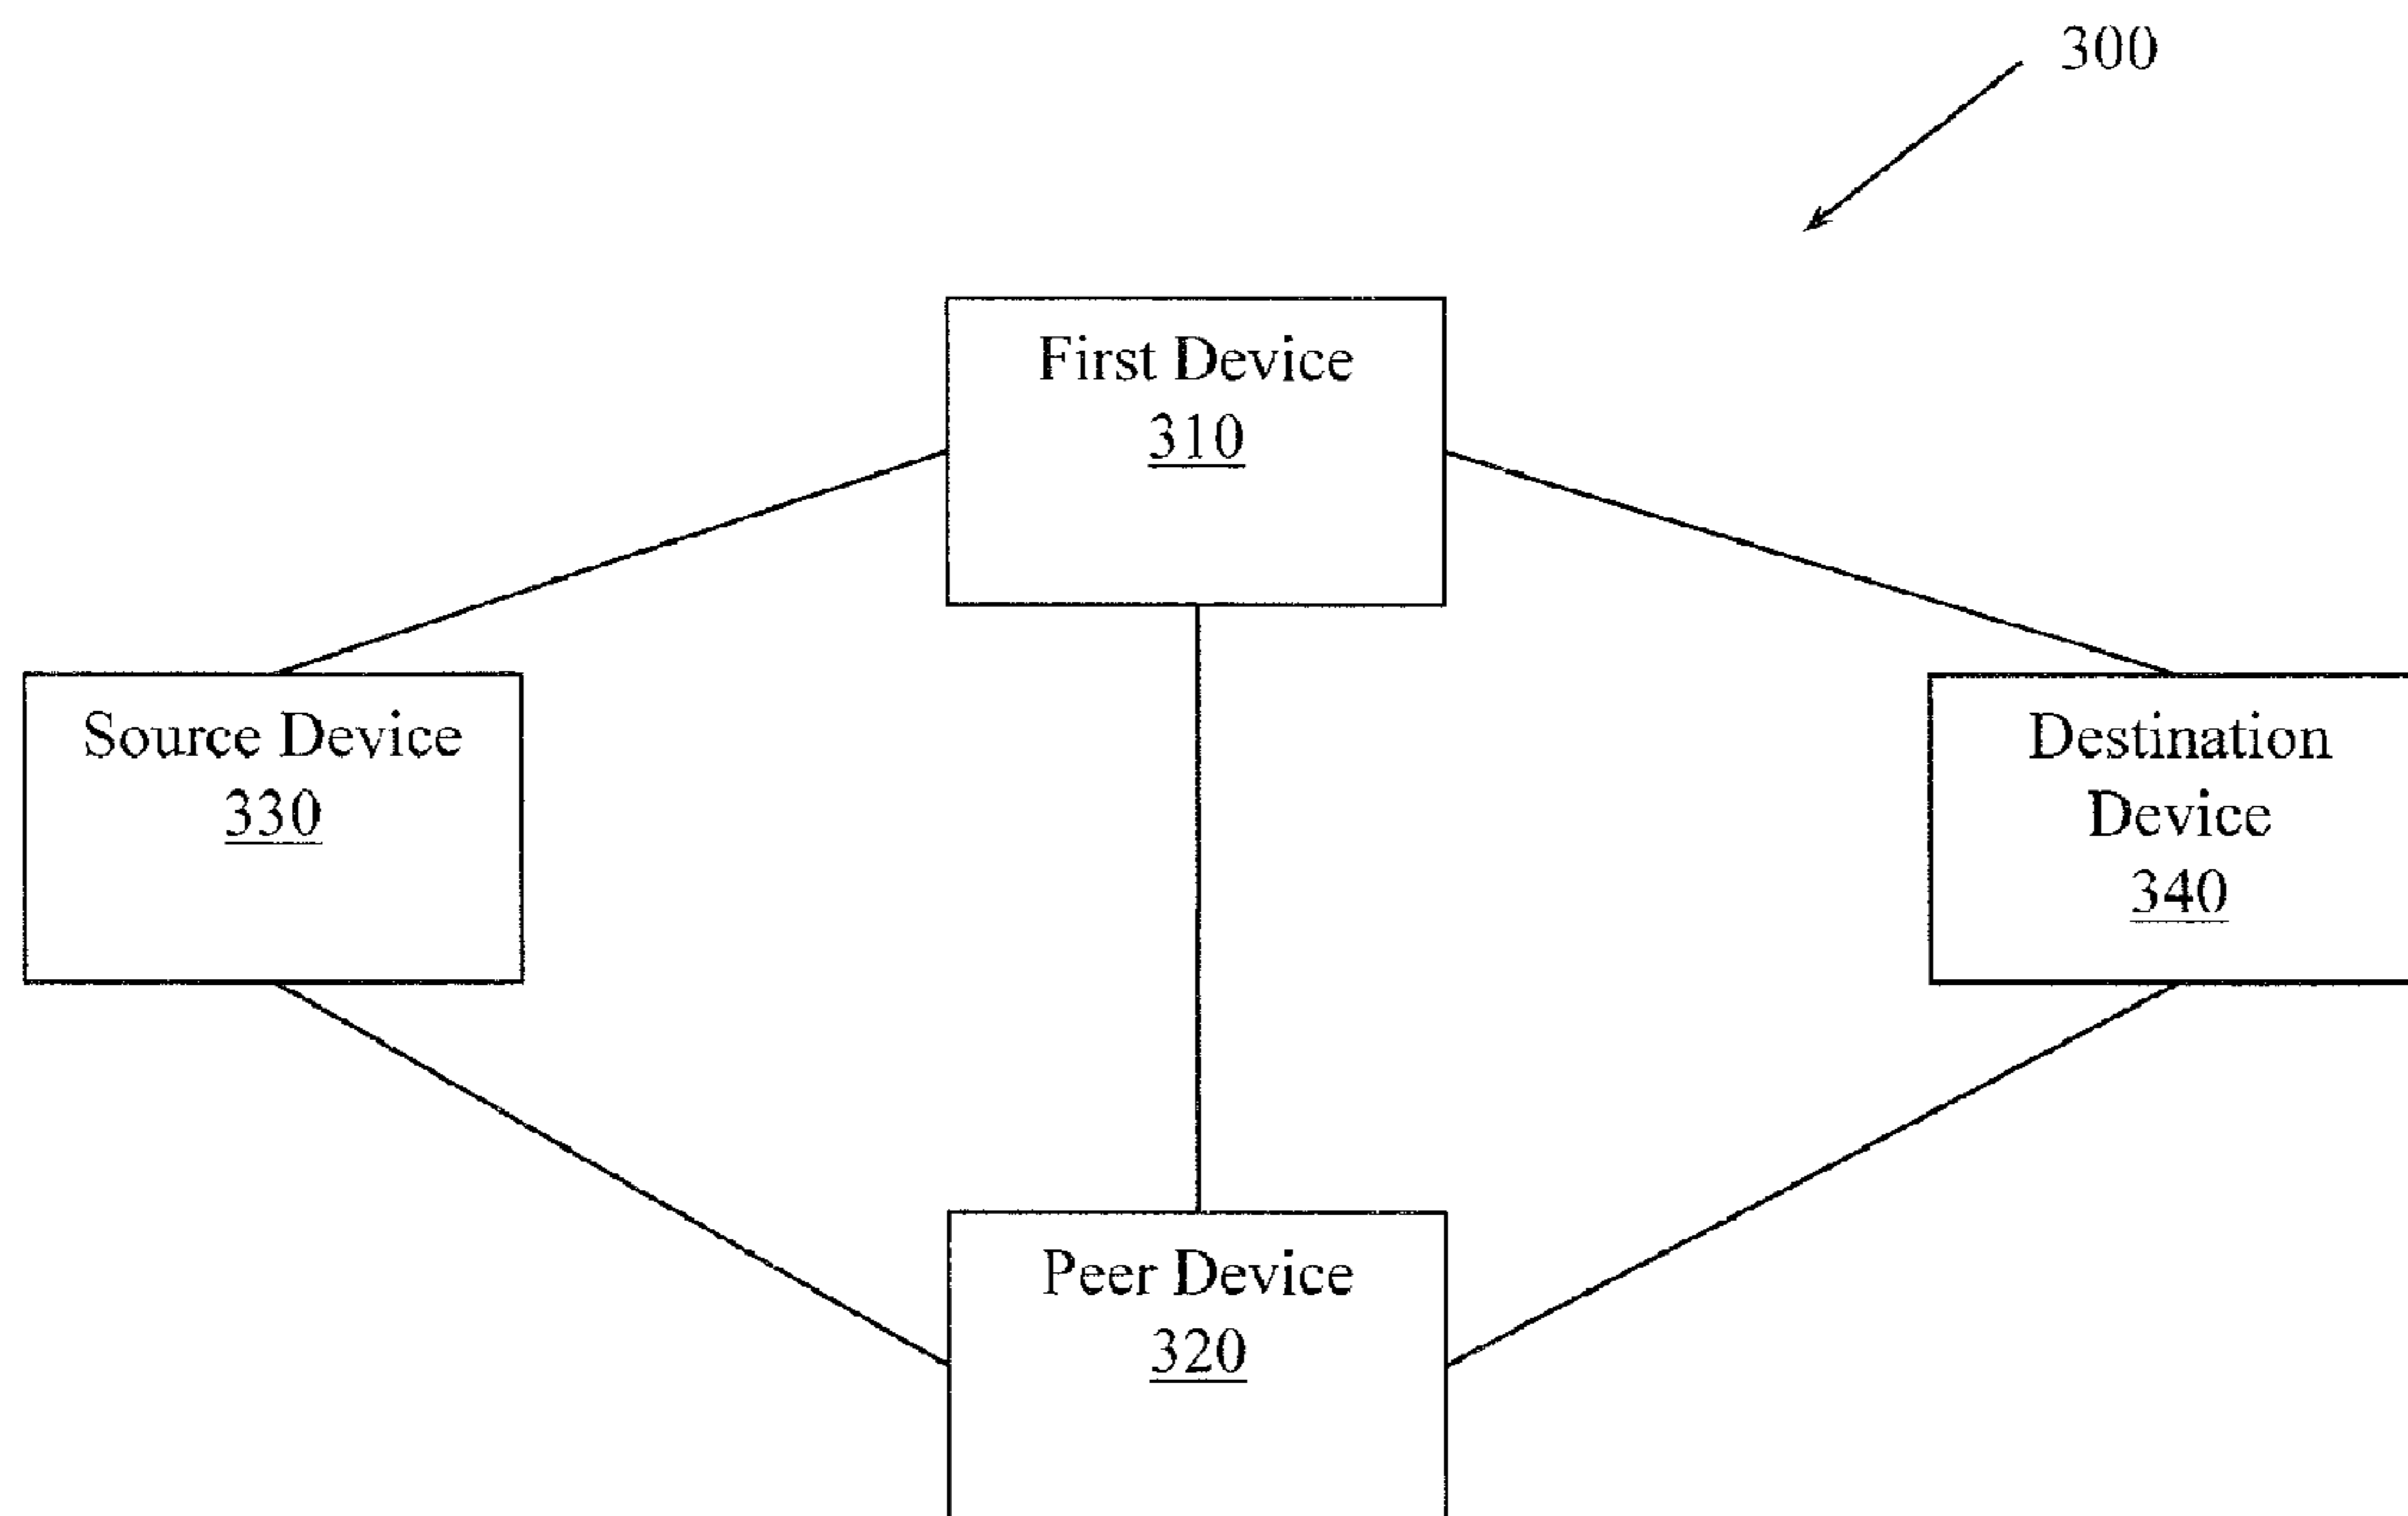 300
First Device
310
Source Device
330
Destination
Device
340
Peer Device
320